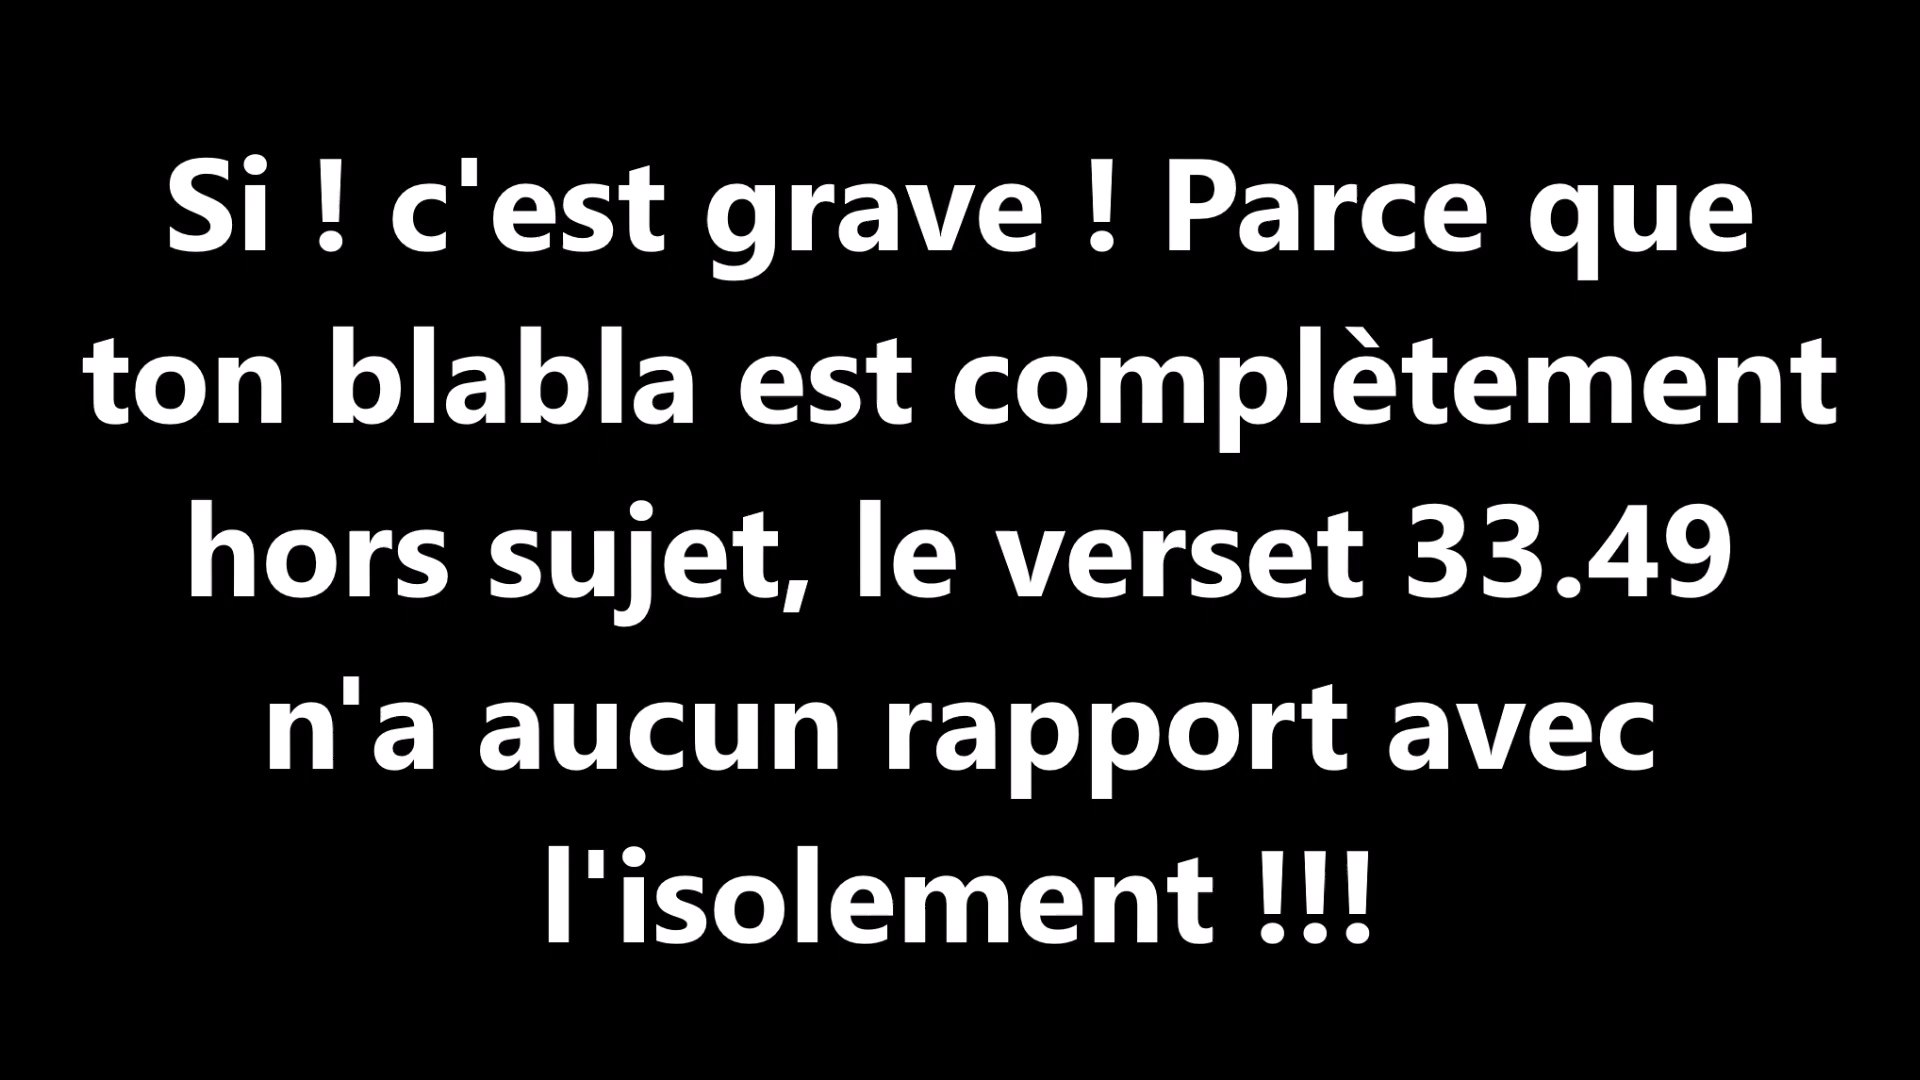 Si ! c'est grave ! Parce que
ton blabla est complètement
hors sujet, le verset 33.49
n'a aucun rapport avec
l'isolement !!!